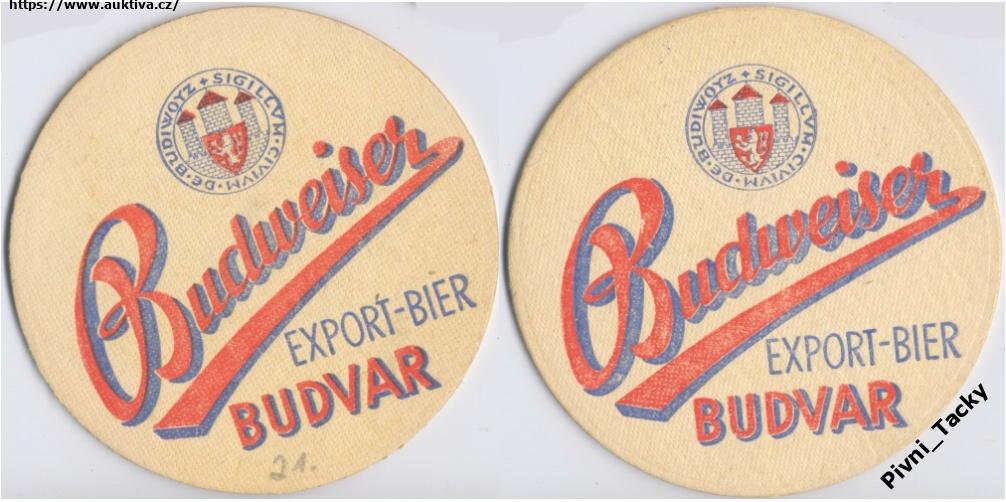 https://www.auktiva.cz/
SIGILLVM·CIVIVM·DE·BUDIWOYZ +
Budweiser
EXPORT-BIER
BUDVAR
21.
SIGILLVM·CIVIVM·DE·BUDIWOYZ +
Budweiser
EXPORT-BIER
BUDVAR
Pivni_Tacky